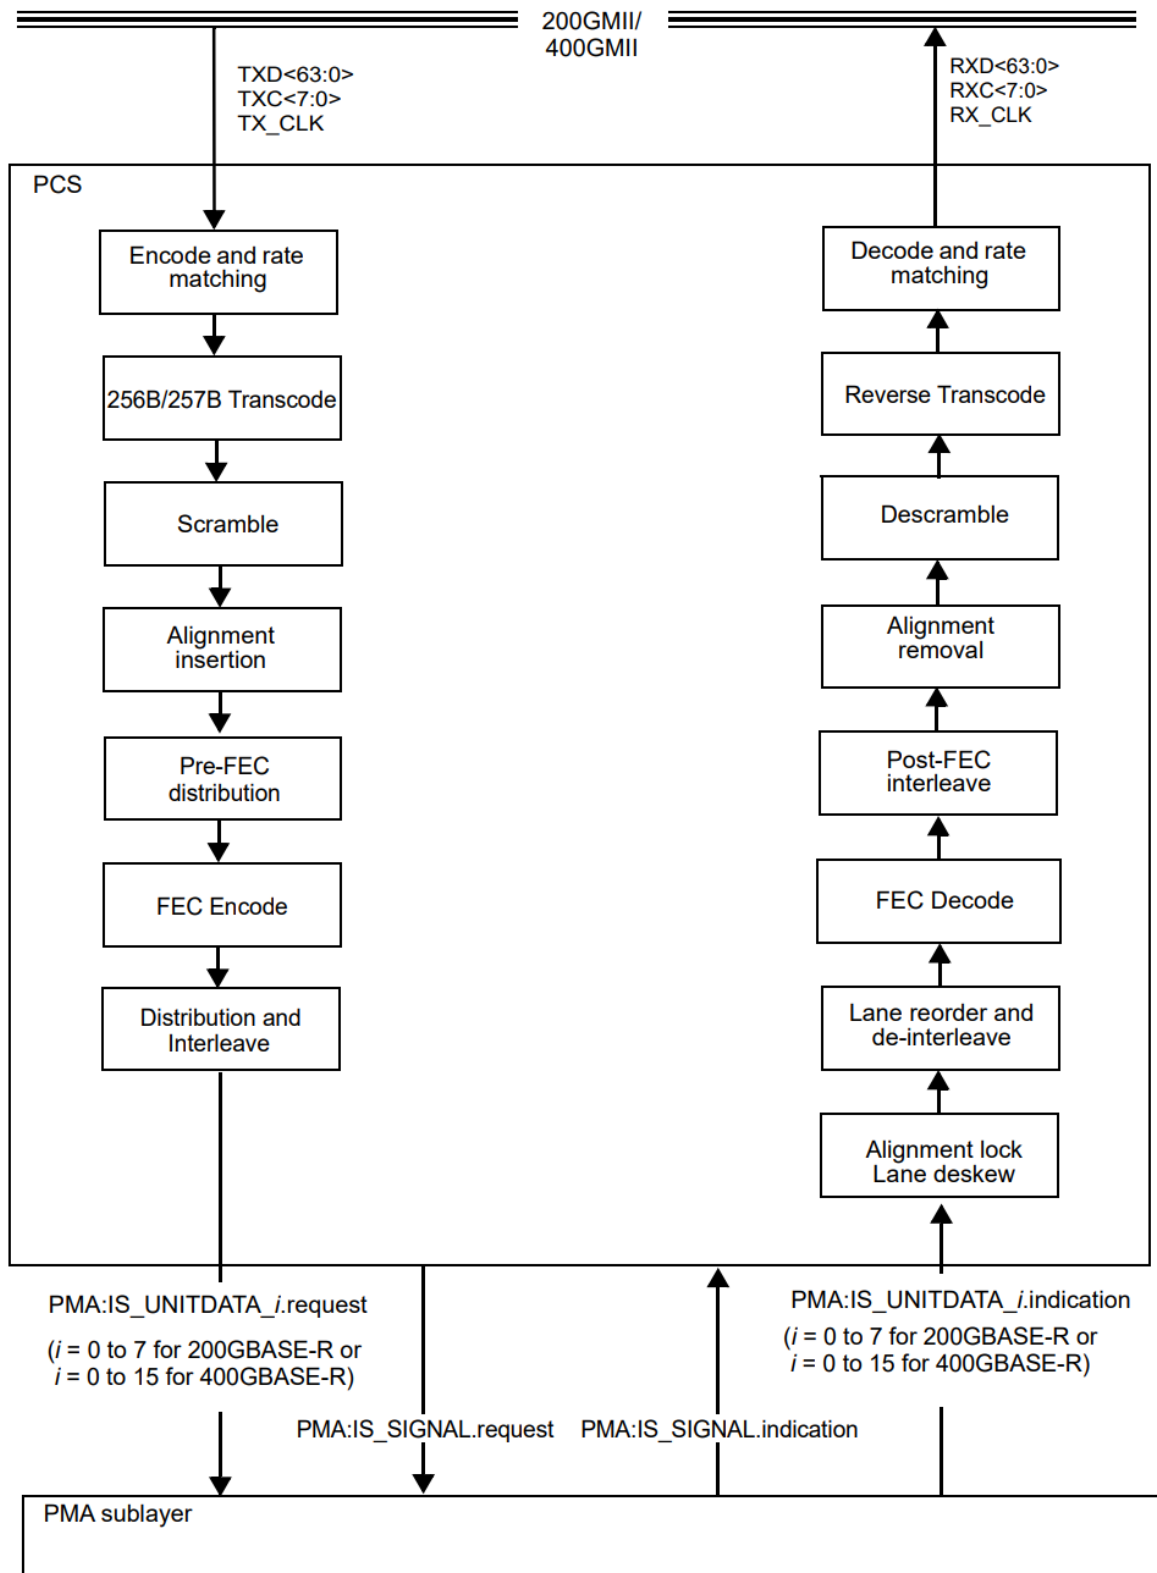 200GMII/
400GMII
TXD<63:0>
TXC<7:0>
TX_CLK
RXD<63:0>
RXC<7:0>
RX_CLK
PCS
Encode and rate
matching
256B/257B Transcode
Scramble
Alignment
insertion
Pre-FEC
distribution
FEC Encode
Distribution and
Interleave
Decode and rate
matching
Reverse Transcode
Descramble
Alignment
removal
Post-FEC
interleave
FEC Decode
Lane reorder and
de-interleave
Alignment lock
Lane deskew
PMA:IS_UNITDATA_i.request
(i = 0 to 7 for 200GBASE-R or
i = 0 to 15 for 400GBASE-R)
PMA:IS_UNITDATA_i.indication
(i = 0 to 7 for 200GBASE-R or
i = 0 to 15 for 400GBASE-R)
PMA:IS_SIGNAL.request
PMA:IS_SIGNAL.indication
PMA sublayer